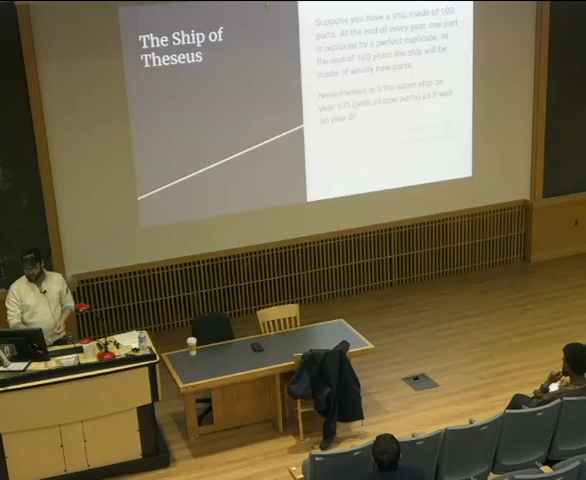 The Ship of
Theseus
Suppose you have a ship made of 100
parts. At the end of every year, one part
is replaced by a perfect duplicate. At
the end of 100 years the ship will be
made of wholly new parts.
Nevertheless is it the same ship on
year 101 (with all new parts) as it was
on year 0?